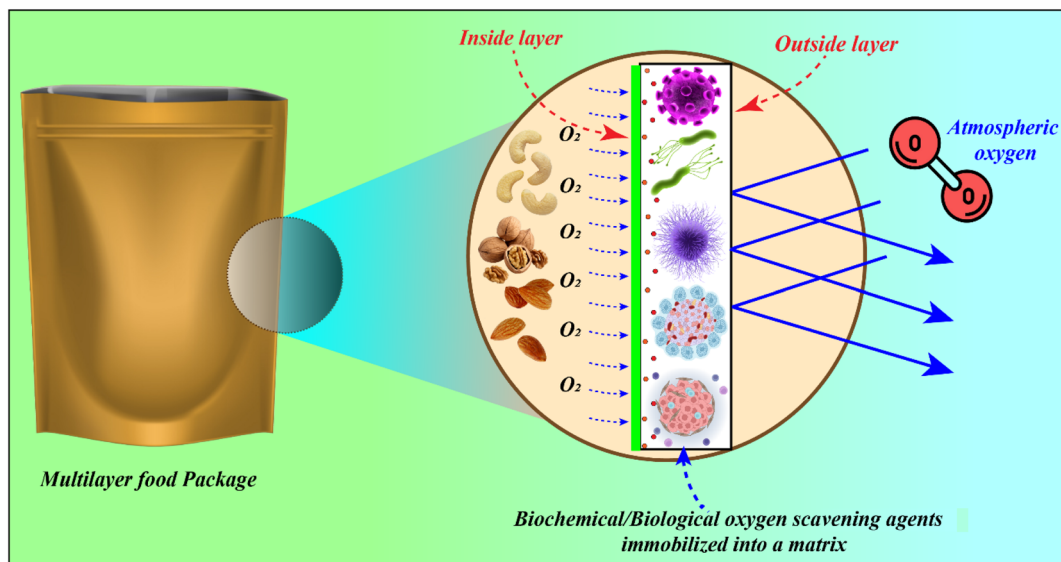 Inside layer
Outside layer
O₂
O₂
O₂
O₂
O₂
O₂
Atmospheric
oxygen
O O
Multilayer food Package
Biochemical/Biological oxygen scavening agents
immobilized into a matrix